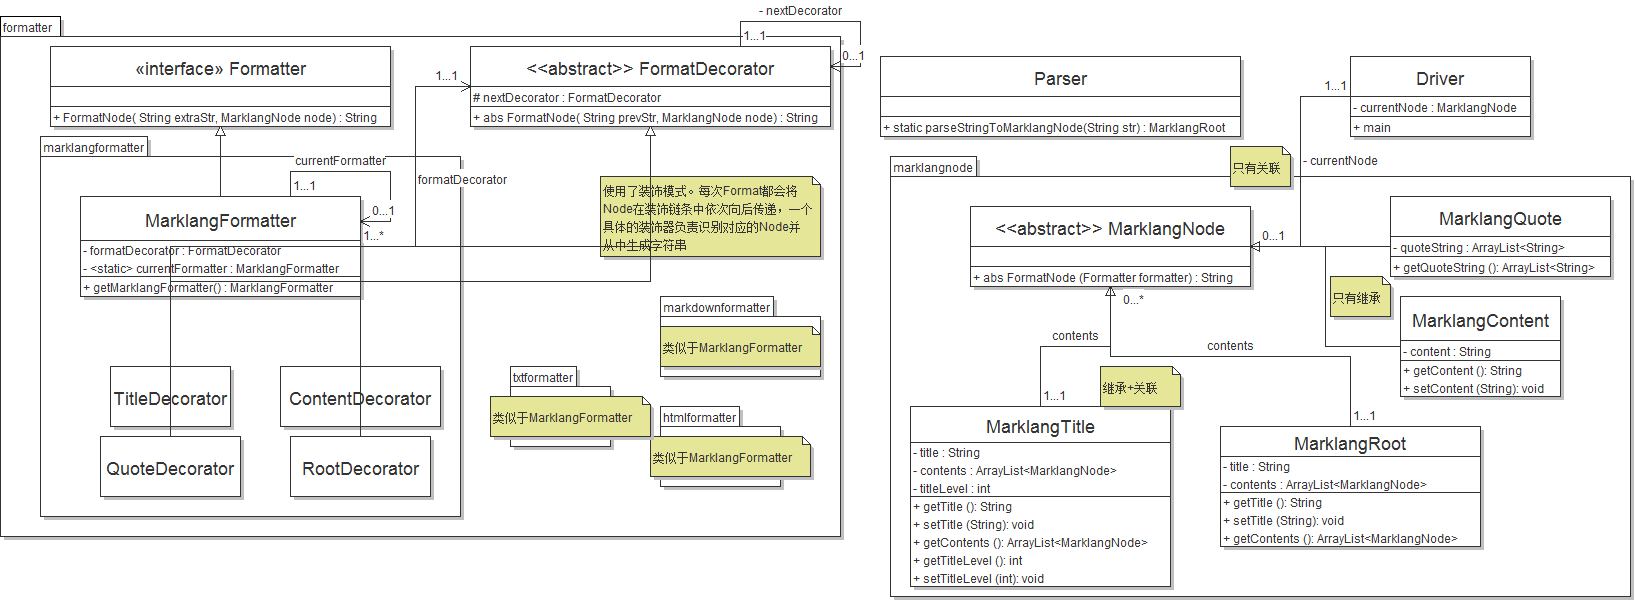 formatter
«interface» Formatter
+ FormatNode( String extraStr, MarklangNode node) : String
- nextDecorator
1...1
0...1
<<abstract>> FormatDecorator
# nextDecorator : FormatDecorator
+ abs FormatNode( String prevStr, MarklangNode node) : String
1...1
formatDecorator
marklangformatter
currentFormatter
1...1
0...1
1...*
MarklangFormatter
- formatDecorator : FormatDecorator
- <static> currentFormatter : MarklangFormatter
+ getMarklangFormatter() : MarklangFormatter
TitleDecorator
ContentDecorator
QuoteDecorator
RootDecorator
使用了装饰模式。每次Format都会将
Node在装饰链条中依次向后传递，一个
具体的装饰器负责识别对应的Node并
从中生成字符串
markdownformatter
类似于MarklangFormatter
txtformatter
类似于MarklangFormatter
htmlformatter
类似于MarklangFormatter
Parser
+ static parseStringToMarklangNode(String str) : MarklangRoot
Driver
- currentNode : MarklangNode
+ main
1...1
- currentNode
0...1
只有关联
marklangnode
<<abstract>> MarklangNode
+ abs FormatNode (Formatter formatter) : String
0...*
MarklangQuote
- quoteString : ArrayList<String>
+ getQuoteString (): ArrayList<String>
只有继承
MarklangContent
- content : String
+ getContent (): String
+ setContent (String): void
contents
contents
继承+关联
1...1
1...1
MarklangTitle
- title : String
- contents : ArrayList<MarklangNode>
- titleLevel : int
+ getTitle (): String
+ setTitle (String): void
+ getContents (): ArrayList<MarklangNode>
+ getTitleLevel (): int
+ setTitleLevel (int): void
MarklangRoot
- title : String
- contents : ArrayList<MarklangNode>
+ getTitle (): String
+ setTitle (String): void
+ getContents (): ArrayList<MarklangNode>